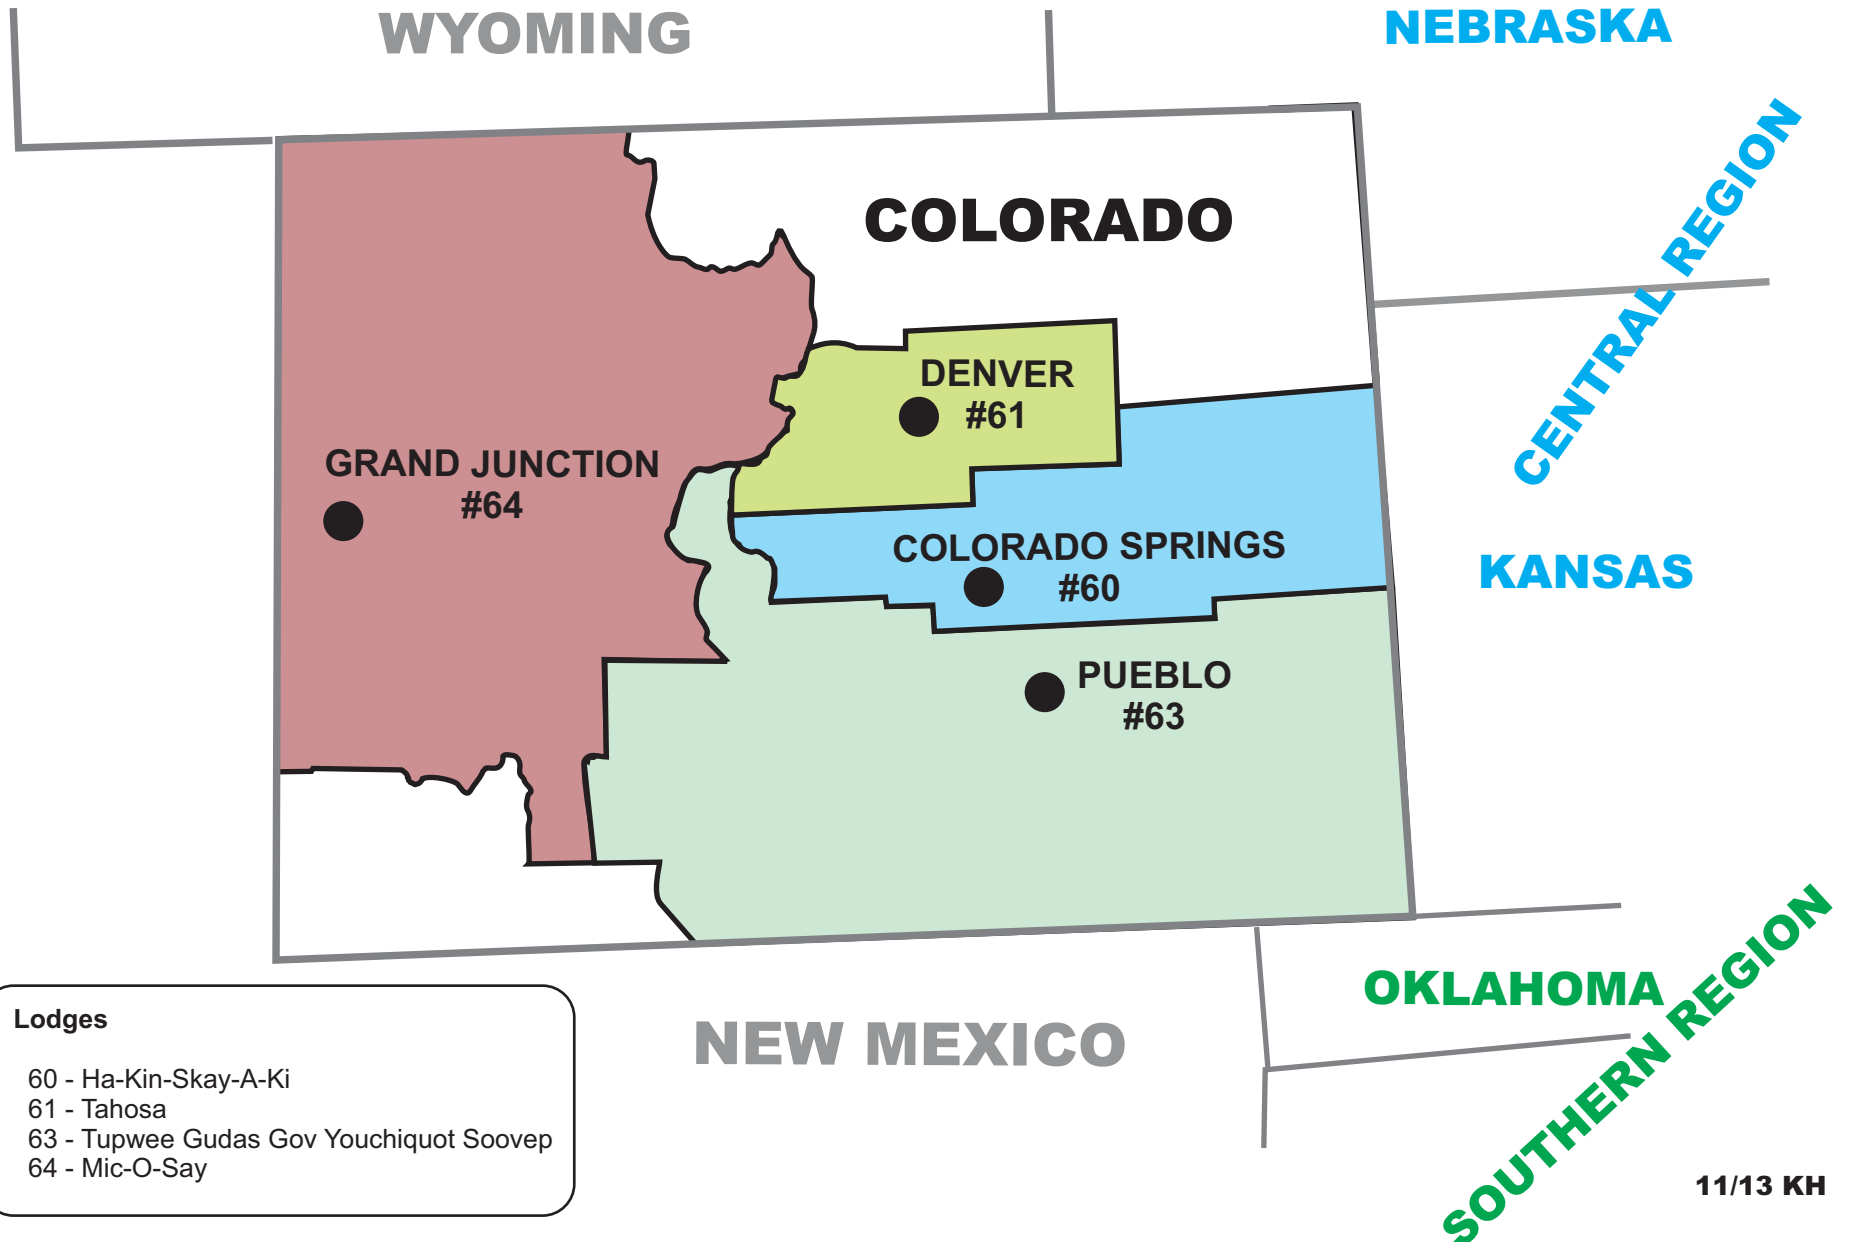 WYOMING
NEBRASKA
COLORADO
CENTRAL REGION
DENVER
#61
GRAND JUNCTION
#64
COLORADO SPRINGS
#60
KANSAS
PUEBLO
#63
OKLAHOMA
SOUTHERN REGION
NEW MEXICO
Lodges
60 - Ha-Kin-Skay-A-Ki
61 - Tahosa
63 - Tupwee Gudas Gov Youchiquot Soovep
64 - Mic-O-Say
11/13 KH